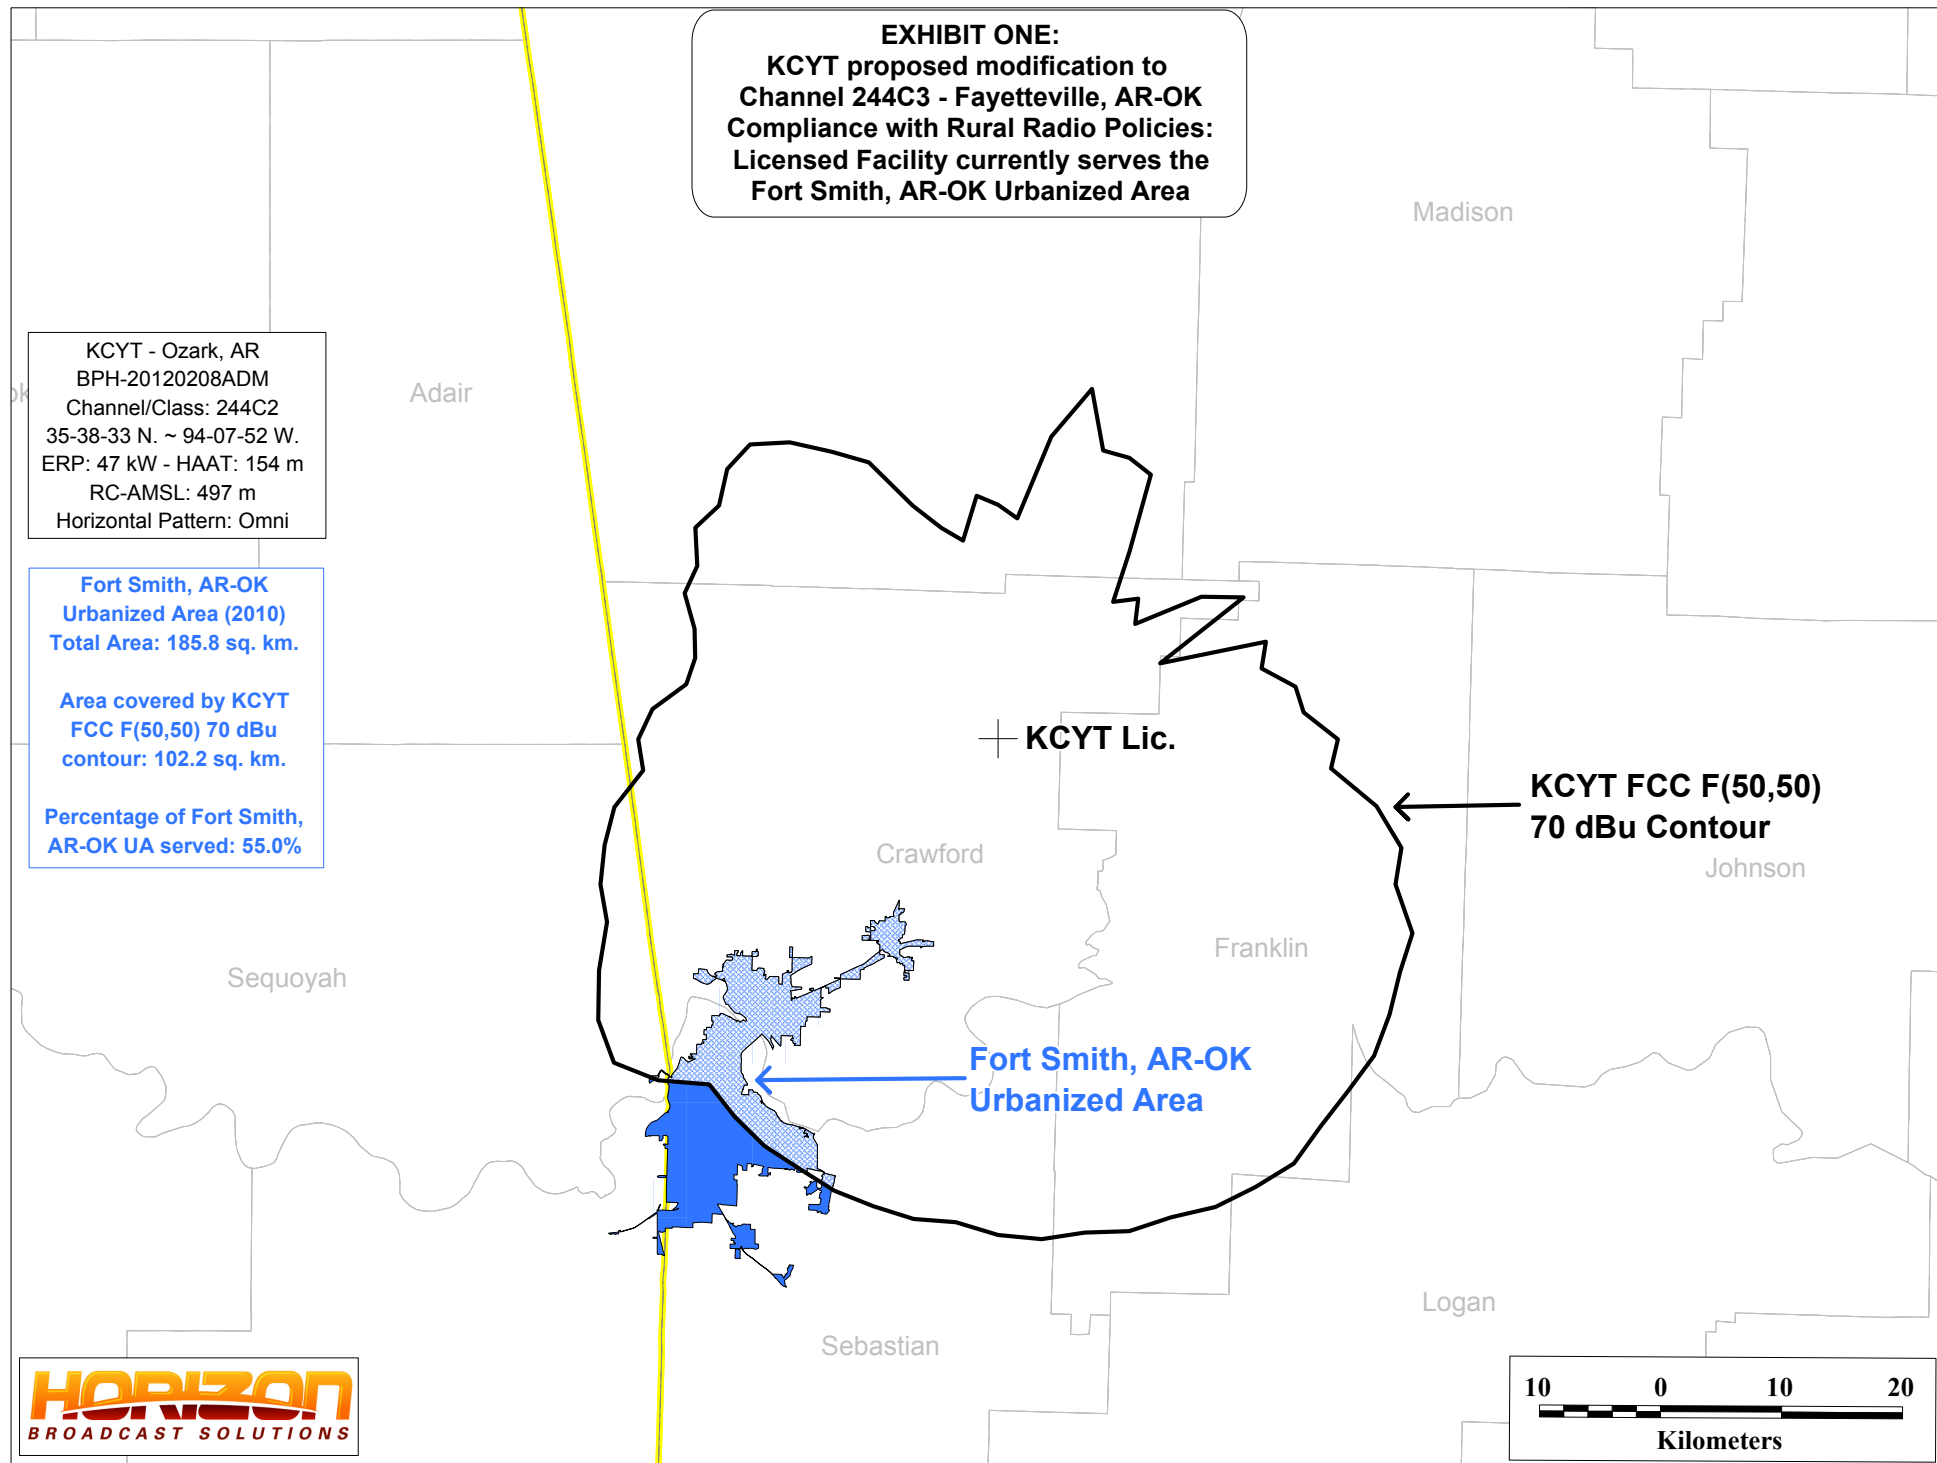 EXHIBIT ONE:
KCYT proposed modification to
Channel 244C3 - Fayetteville, AR-OK
Compliance with Rural Radio Policies:
Licensed Facility currently serves the
Fort Smith, AR-OK Urbanized Area
Madison
KCYT - Ozark, AR
BPH-20120208ADM
Channel/Class: 244C2
35-38-33 N. ~ 94-07-52 W.
ERP: 47 kW - HAAT: 154 m
RC-AMSL: 497 m
Horizontal Pattern: Omni
Adair
Fort Smith, AR-OK
Urbanized Area (2010)
Total Area: 185.8 sq. km.
Area covered by KCYT
FCC F(50,50) 70 dBu
contour: 102.2 sq. km.
Percentage of Fort Smith,
AR-OK UA served: 55.0%
KCYT Lic.
KCYT FCC F(50,50)
70 dBu Contour
Crawford
Johnson
Franklin
Sequoyah
Fort Smith, AR-OK
Urbanized Area
Logan
Sebastian
HORIZON
BROADCAST SOLUTIONS
10 0 10 20
Kilometers